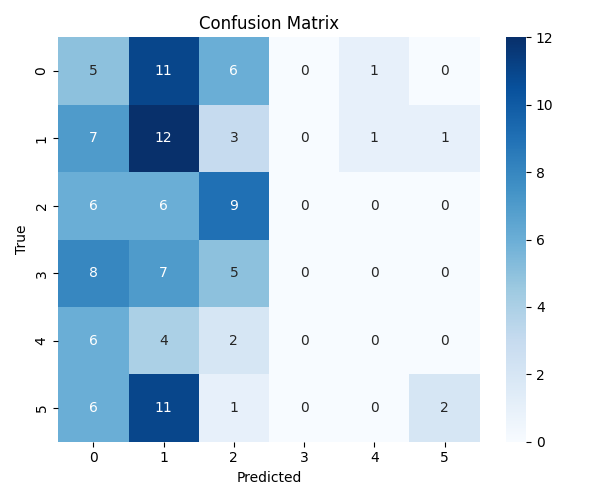 Confusion Matrix
0 5 11 6 0 1 0
1 7 12 3 0 1 1
2 6 6 9 0 0 0
3 8 7 5 0 0 0
4 6 4 2 0 0 0
5 6 11 1 0 0 2
0 1 2 3 4 5
Predicted
True
12
10
8
6
4
2
0